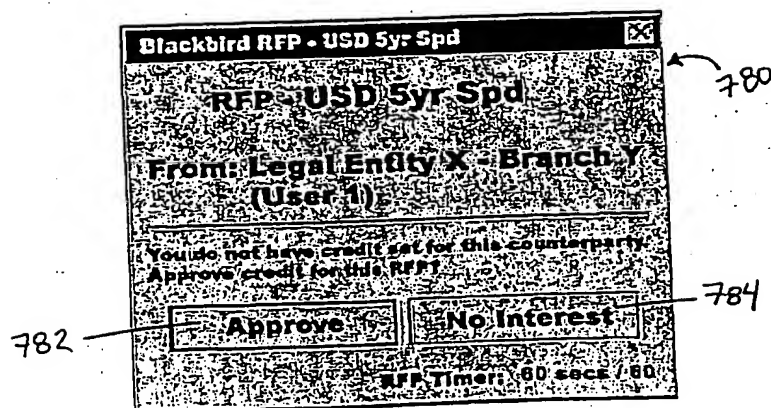 Blackbird RFP - USD 5yr Spd
780
RFP - USD 5yr Spd
From: Legal Entity X - Branch Y
(User 1)
You do not have credit set for this counterparty.
Approve credit for this RFP?
782
Approve
No Interest
784
RFP Timer: 60 secs / 60